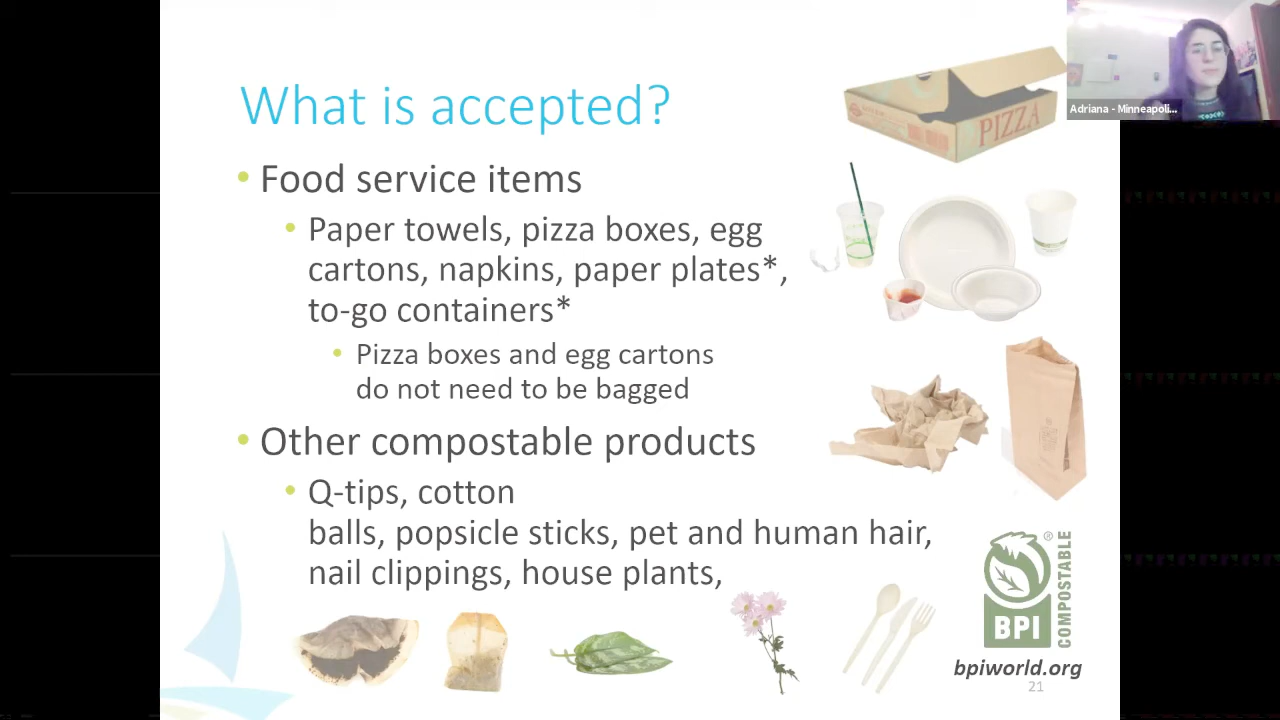 Adriana - Minneapoli...
What is accepted?
PIZZA
• Food service items
• Paper towels, pizza boxes, egg
cartons, napkins, paper plates*,
to-go containers*
• Pizza boxes and egg cartons
do not need to be bagged
• Other compostable products
• Q-tips, cotton
balls, popsicle sticks, pet and human hair,
nail clippings, house plants,
BPI
®
COMPOSTABLE
bpiworld.org
21